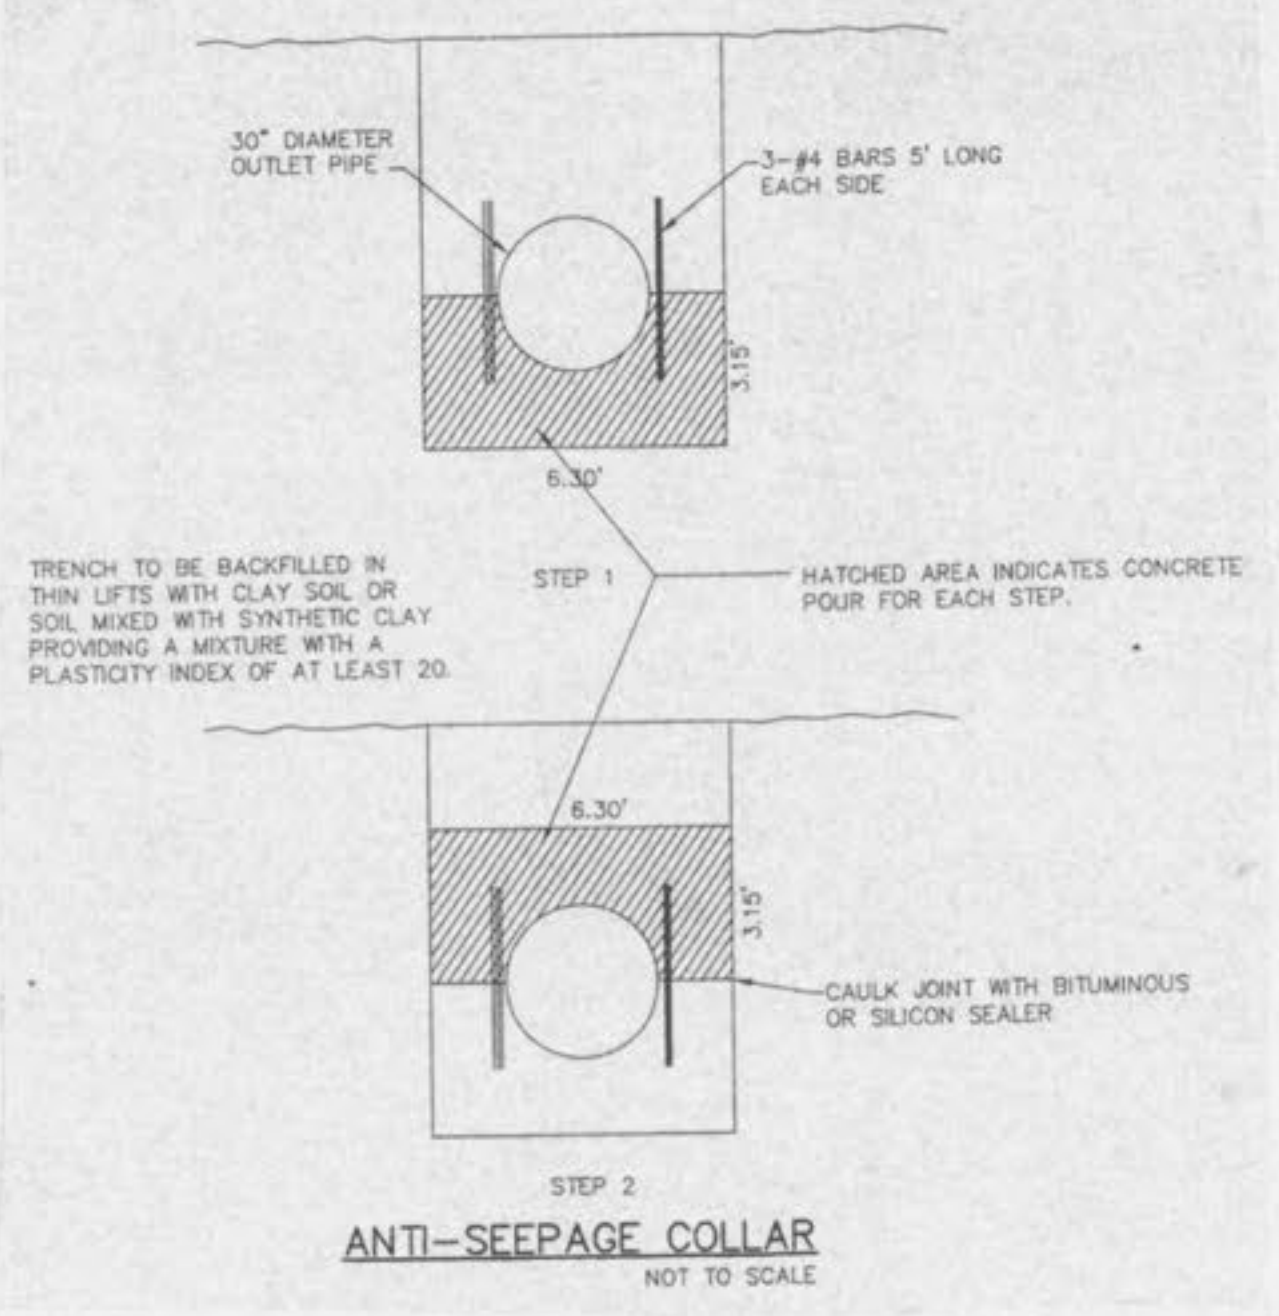 30" DIAMETER
OUTLET PIPE
3-#4 BARS 5' LONG
EACH SIDE
3.15'
6.30'
TRENCH TO BE BACKFILLED IN
THIN LIFTS WITH CLAY SOIL OR
SOIL MIXED WITH SYNTHETIC CLAY
PROVIDING A MIXTURE WITH A
PLASTICITY INDEX OF AT LEAST 20.
STEP 1
HATCHED AREA INDICATES CONCRETE
POUR FOR EACH STEP.
6.30'
3.15'
CAULK JOINT WITH BITUMINOUS
OR SILICON SEALER
STEP 2
ANTI-SEEPAGE COLLAR
NOT TO SCALE